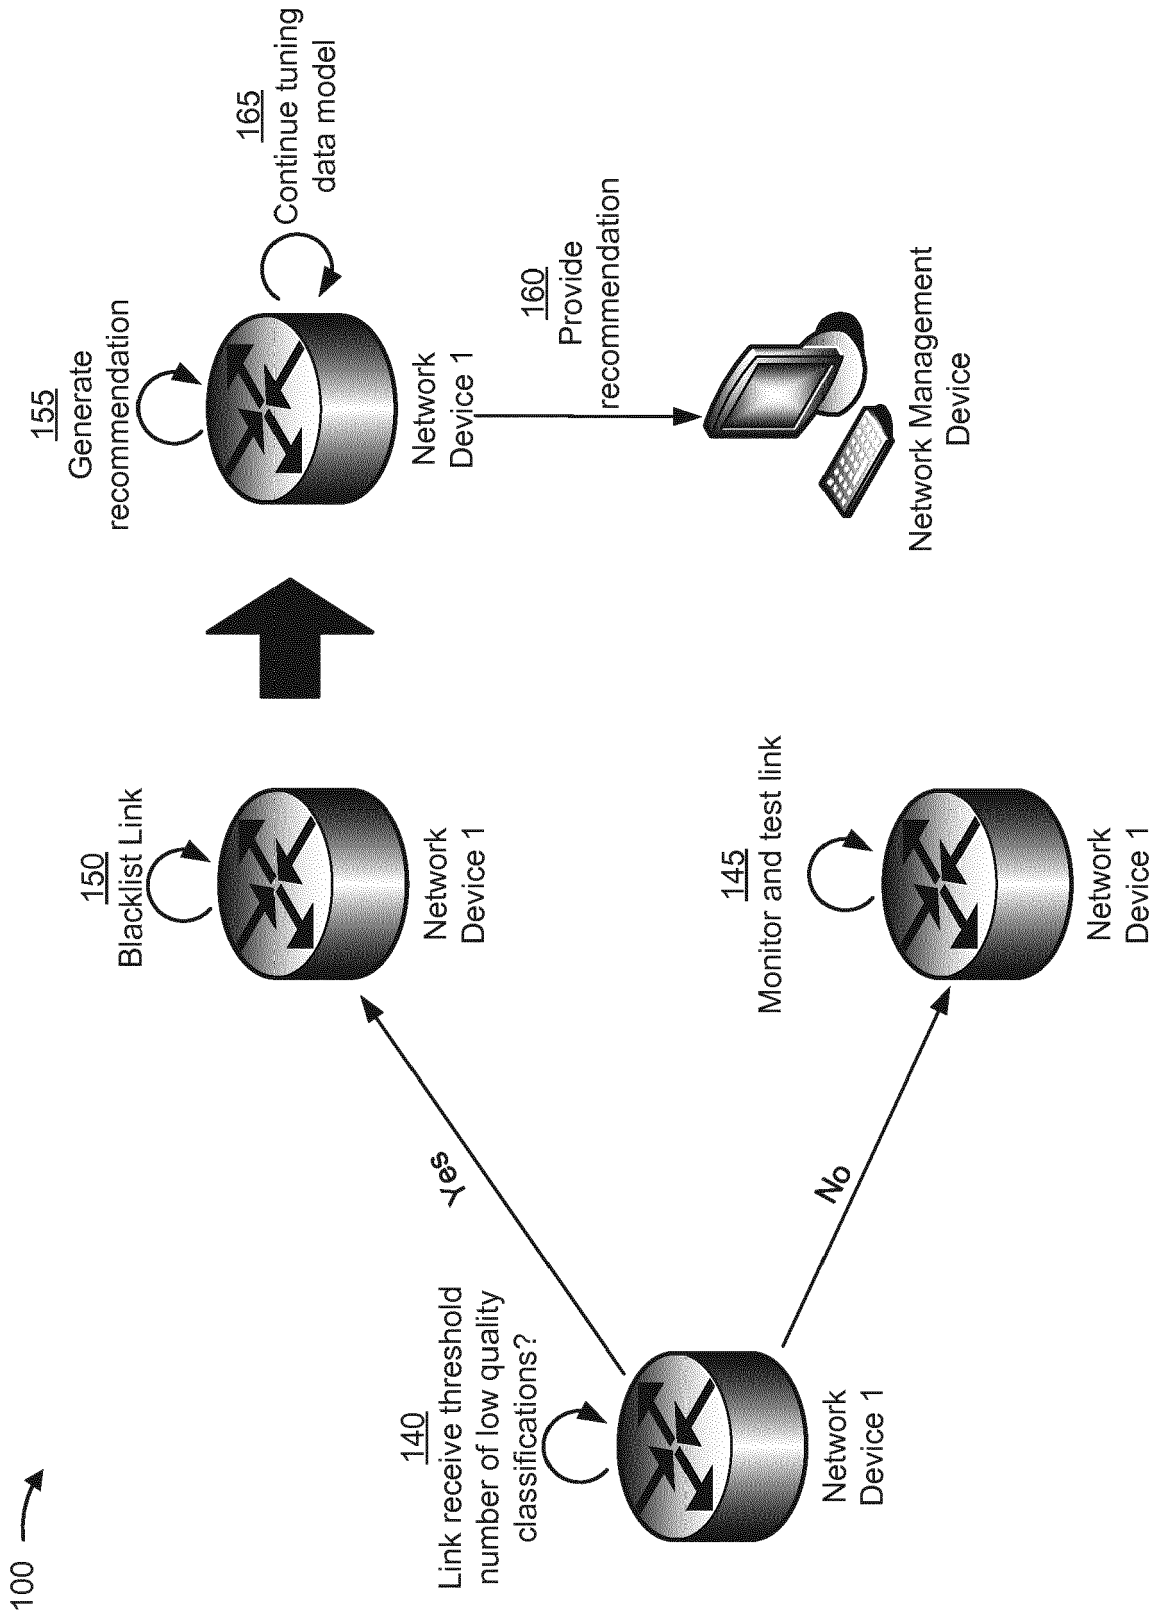 100
140
Link receive threshold
number of low quality
classifications?
Network
Device 1
Yes
No
150
Blacklist Link
Network
Device 1
145
Monitor and test link
Network
Device 1
155
Generate
recommendation
165
Continue tuning
data model
Network
Device 1
160
Provide
recommendation
Network Management
Device